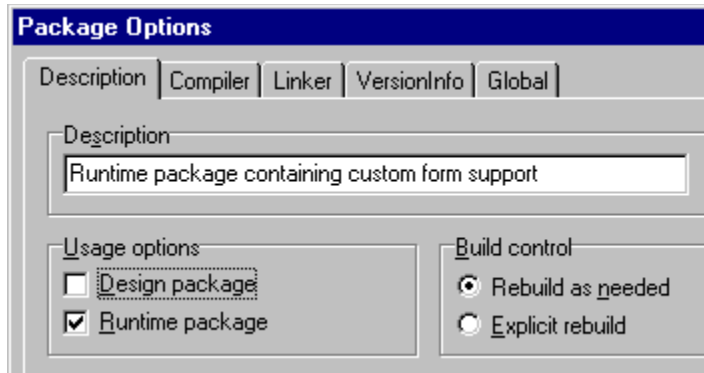 Package Options
Description Compiler Linker VersionInfo Global
Description
Runtime package containing custom form support
Usage options Build control
Design package Rebuild as needed
Runtime package Explicit rebuild